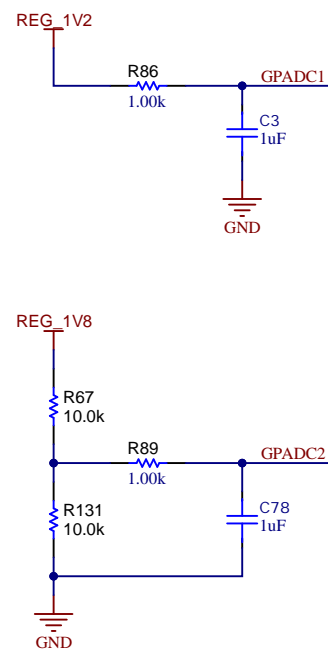 REG_1V2
R86
GPADC1
1.00k
C3
1uF
GND
REG_1V8
R67
10.0k
R89
GPADC2
1.00k
R131
10.0k
C78
1uF
GND